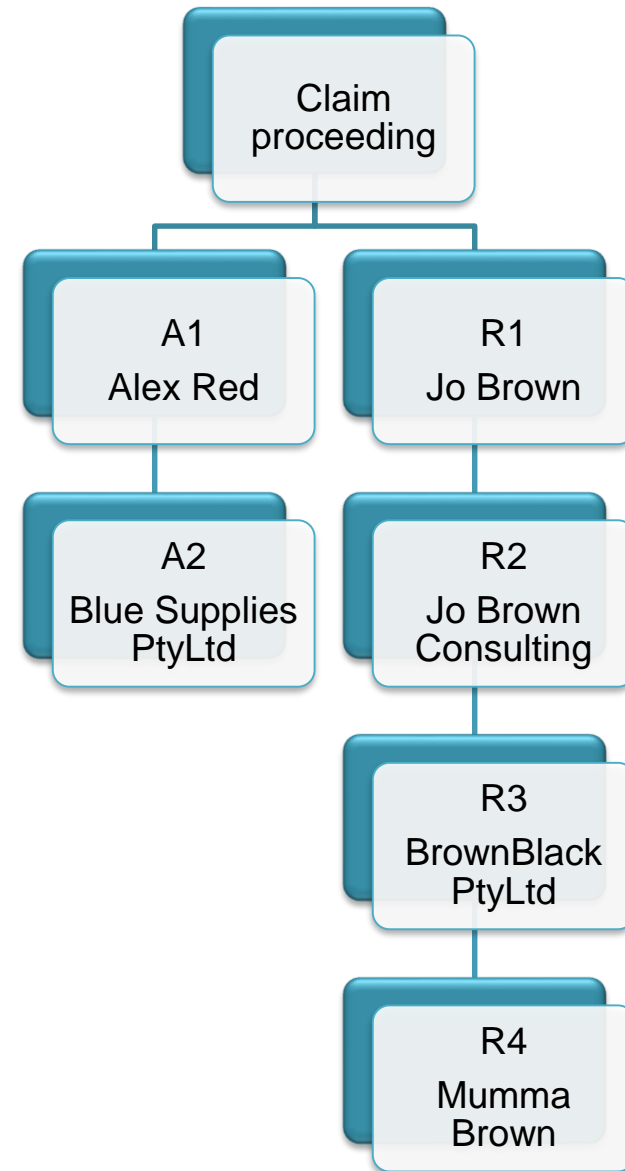 Claim
proceeding
A1
Alex Red
R1
Jo Brown
A2
Blue Supplies
PtyLtd
R2
Jo Brown
Consulting
R3
BrownBlack
PtyLtd
R4
Mumma
Brown